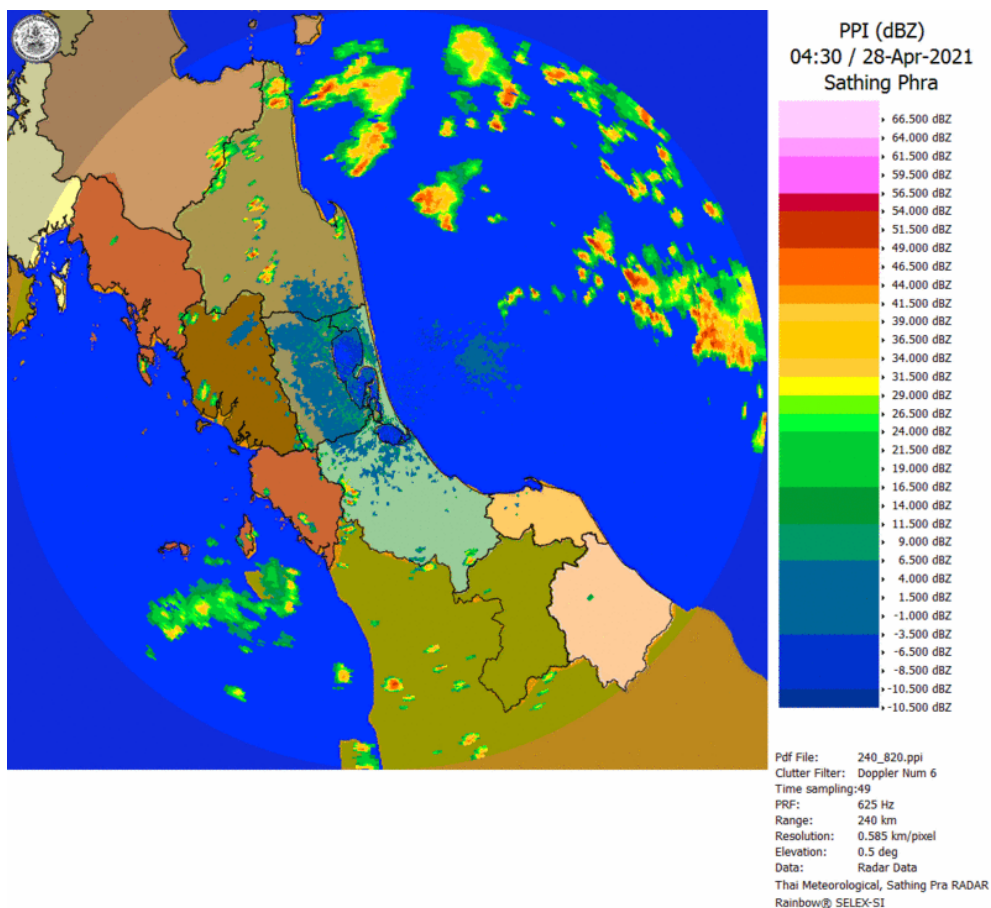 PPI (dBZ)
04:30 / 28-Apr-2021
Sathing Phra
66.500 dBZ
64.000 dBZ
61.500 dBZ
59.500 dBZ
56.500 dBZ
54.000 dBZ
51.500 dBZ
49.000 dBZ
46.500 dBZ
44.000 dBZ
41.500 dBZ
39.000 dBZ
36.500 dBZ
34.000 dBZ
31.500 dBZ
29.000 dBZ
26.500 dBZ
24.000 dBZ
21.500 dBZ
19.000 dBZ
16.500 dBZ
14.000 dBZ
11.500 dBZ
9.000 dBZ
6.500 dBZ
4.000 dBZ
1.500 dBZ
-1.000 dBZ
-3.500 dBZ
-6.500 dBZ
-8.500 dBZ
-10.500 dBZ
-10.500 dBZ
Pdf File: 240_820.ppi
Clutter Filter: Doppler Num 6
Time sampling:49
PRF: 625 Hz
Range: 240 km
Resolution: 0.585 km/pixel
Elevation: 0.5 deg
Data: Radar Data
Thai Meteorological, Sathing Pra RADAR
Rainbow® SELEX-SI